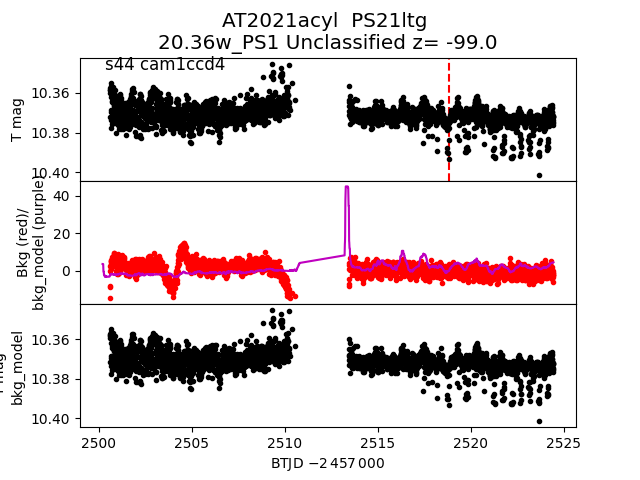 AT2021acyl  PS21ltg
20.36w_PS1 Unclassified z= -99.0
s44 cam1ccd4
T mag
10.36
10.38
10.40
Bkg (red)/
bkg_model (purple)
40
20
0
mag
bkg_model
10.36
10.38
10.40
2500
2505
2510
2515
2520
2525
BTJD −2 457 000